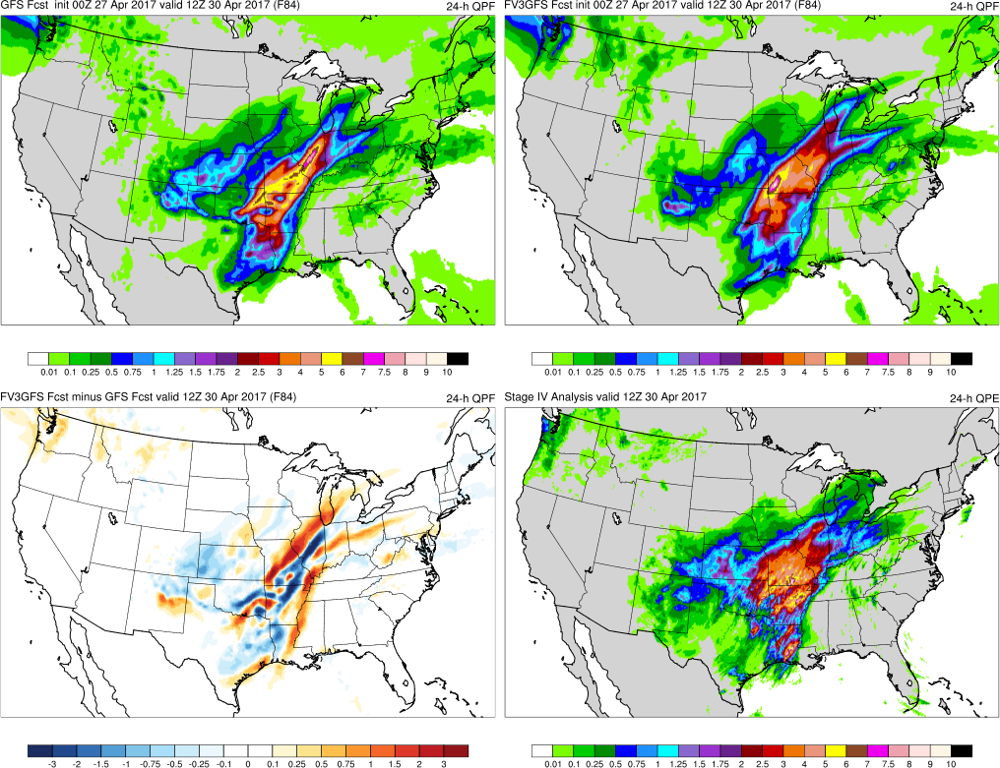 GFS Fcst  init 00Z 27 Apr 2017 valid 12Z 30 Apr 2017 (F84) 24-h QPF
FV3GFS Fcst init 00Z 27 Apr 2017 valid 12Z 30 Apr 2017 (F84) 24-h QPF
0.01 0.1 0.25 0.5 0.75 1 1.25 1.5 1.75 2 2.5 3 4 5 6 7 7.5 8 9 10
0.01 0.1 0.25 0.5 0.75 1 1.25 1.5 1.75 2 2.5 3 4 5 6 7 7.5 8 9 10
FV3GFS Fcst minus GFS Fcst valid 12Z 30 Apr 2017 (F84) 24-h QPF
Stage IV Analysis valid 12Z 30 Apr 2017 24-h QPE
-3 -2 -1.5 -1 -0.75 -0.5 -0.25 -0.1 0 0.1 0.25 0.5 0.75 1 1.5 2 3
0.01 0.1 0.25 0.5 0.75 1 1.25 1.5 1.75 2 2.5 3 4 5 6 7 7.5 8 9 10